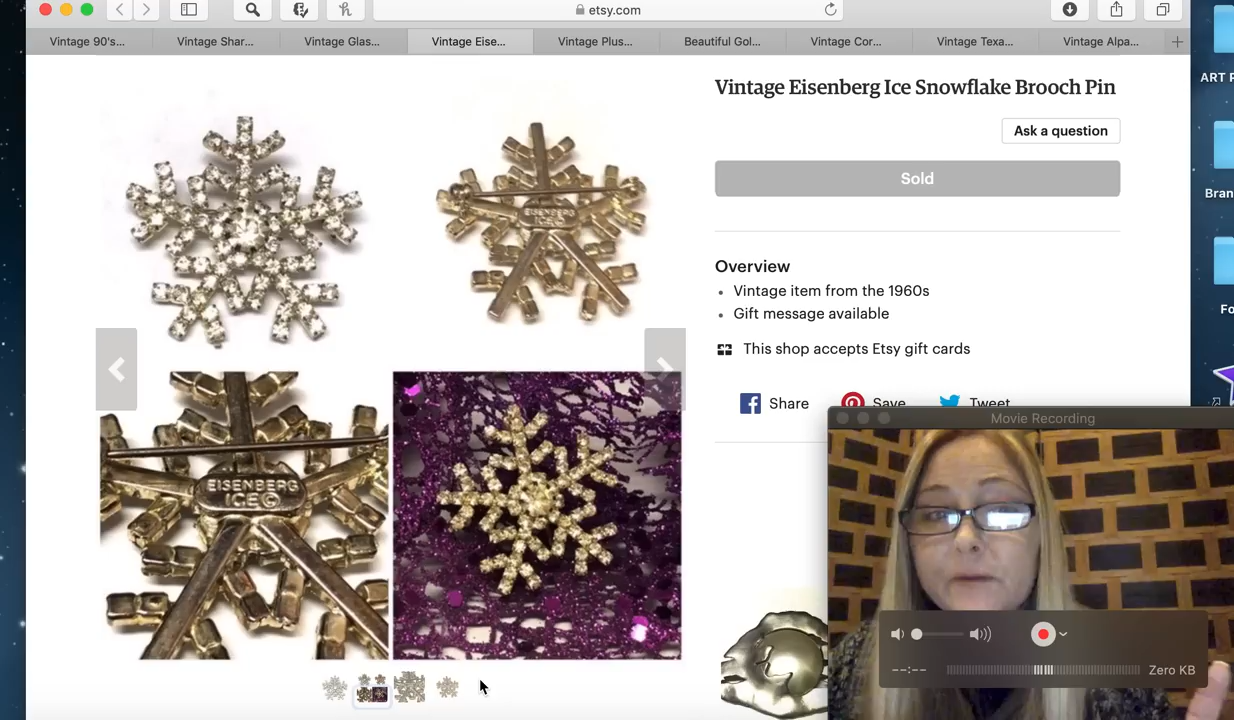 etsy.com
Vintage 90's...
Vintage Shar...
Vintage Glas...
Vintage Eise...
Vintage Plus...
Beautiful Gol...
Vintage Cor...
Vintage Texa...
Vintage Alpa...
ART P
Vintage Eisenberg Ice Snowflake Brooch Pin
Ask a question
Sold
Bran
EISENBERG
ICE
Overview
Vintage item from the 1960s
Gift message available
This shop accepts Etsy gift cards
Fo
Share
Save
Tweet
Movie Recording
EISENBERG
ICE©
--:--
Zero KB